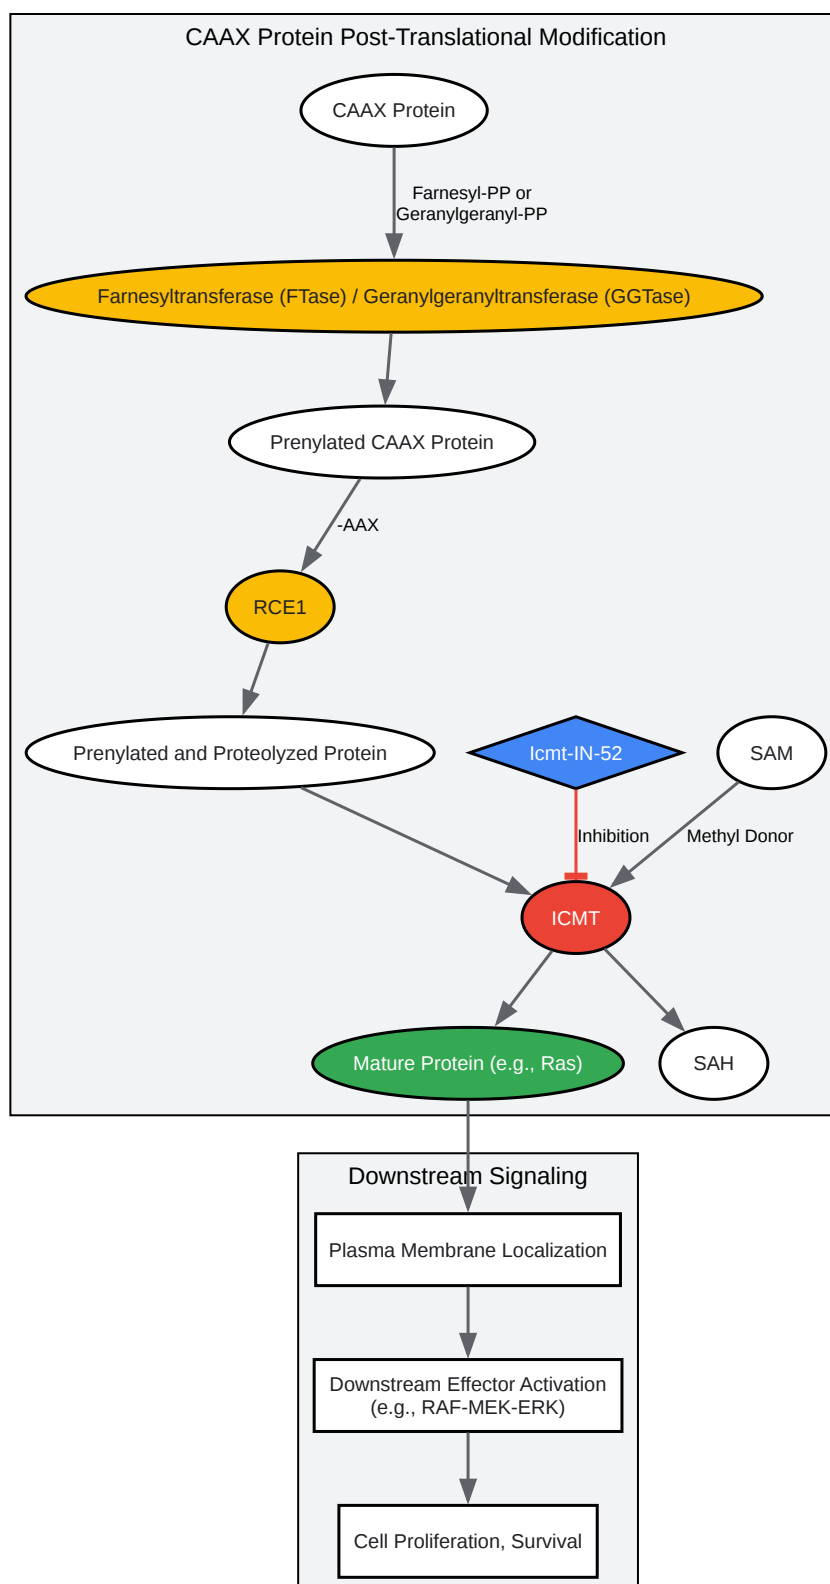 CAAX Protein Post-Translational Modification
CAAX Protein
Farnesyl-PP or
Geranylgeranyl-PP
Farnesyltransferase (FTase) / Geranylgeranyltransferase (GGTase)
Prenylated CAAX Protein
-AAX
RCE1
Prenylated and Proteolyzed Protein
Icmt-IN-52
SAM
Inhibition
Methyl Donor
ICMT
Mature Protein (e.g., Ras)
SAH
Downstream Signaling
Plasma Membrane Localization
Downstream Effector Activation
(e.g., RAF-MEK-ERK)
Cell Proliferation, Survival